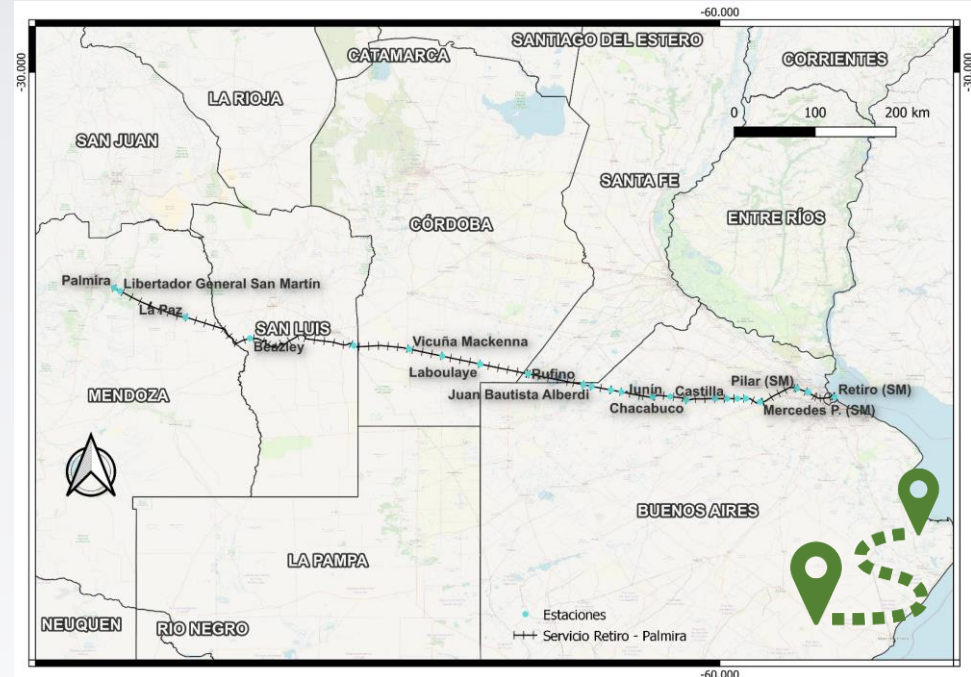 -60.000
-30.000
-30.000
SANTIAGO DEL ESTERO
CATAMARCA
CORRIENTES
LA RIOJA
0 100 200 km
SAN JUAN
SANTA FE
CÓRDOBA
ENTRE RÍOS
Palmira
Libertador General San Martín
La Paz
SAN LUIS
Beazley
Vicuña Mackenna
Laboulaye
Rufino
Juan Bautista Alberdi
Junín
Chacabuco
Castilla
Pilar (SM)
Mercedes P. (SM)
Retiro (SM)
MENDOZA
BUENOS AIRES
LA PAMPA
NEUQUEN
RIO NEGRO
Estaciones
Servicio Retiro - Palmira
-60.000